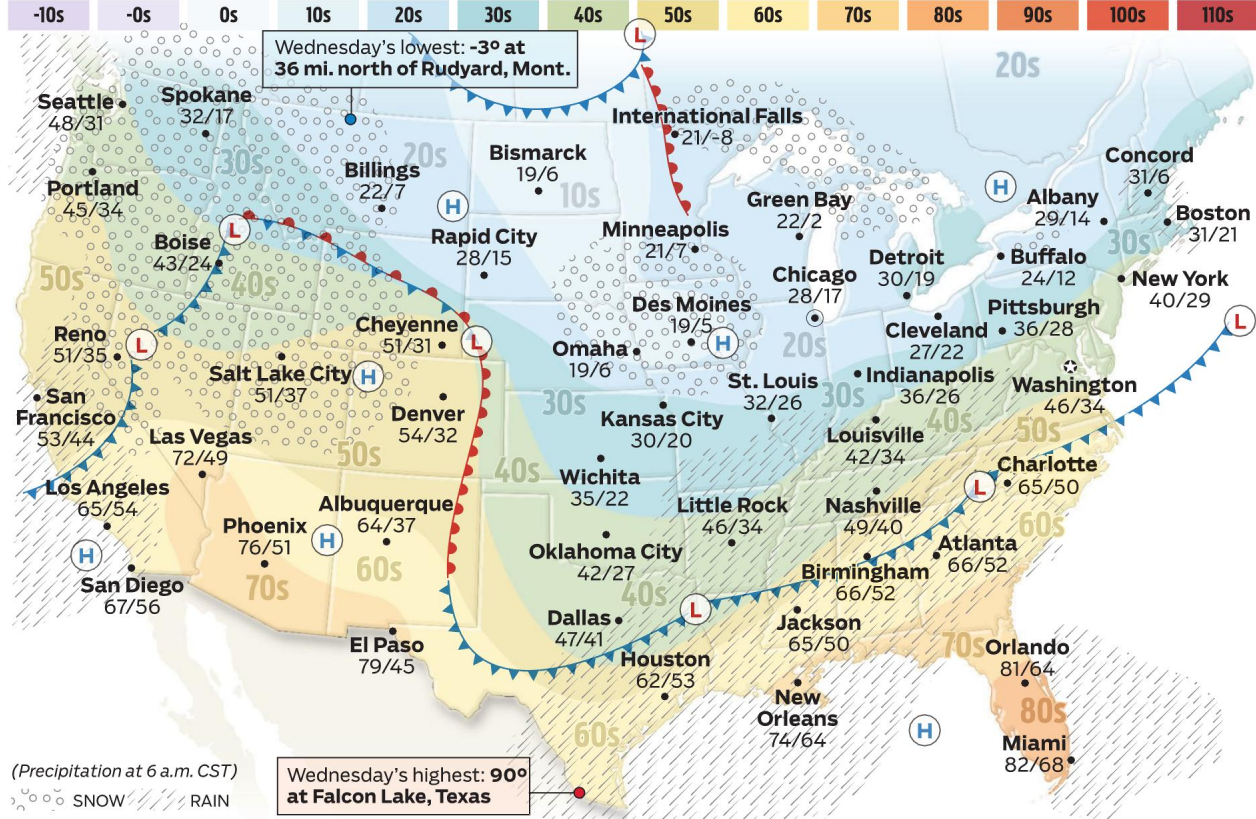 -10s -0s 0s 10s 20s 30s 40s 50s 60s 70s 80s 90s 100s 110s
Wednesday's lowest: -3º at
36 mi. north of Rudyard, Mont.
L
20s
Seattle
48/31
Spokane
32/17
International Falls
21/-8
30s
20s
Bismarck
19/6
10s
Concord
31/6
Portland
45/34
Billings
22/7
H
Green Bay
22/2
H
Albany
29/14
Boston
31/21
L
Rapid City
28/15
Minneapolis
21/7
30s
Boise
43/24
Detroit
30/19
Buffalo
24/12
50s
40s
Chicago
28/17
New York
40/29
Reno
51/35
L
Cheyenne
51/31
L
Des Moines
19/5
H
20s
Pittsburgh
36/28
L
Cleveland
27/22
Omaha
19/6
Salt Lake City
51/37
H
St. Louis
32/26
Indianapolis
36/26
Washington
46/34
San
Francisco
53/44
Denver
54/32
30s
Kansas City
30/20
30s
40s
50s
Las Vegas
72/49
50s
Louisville
42/34
40s
Wichita
35/22
Charlotte
65/50
L
Los Angeles
65/54
Albuquerque
64/37
Little Rock
46/34
Nashville
49/40
60s
Phoenix
76/51
H
H
Oklahoma City
42/27
Atlanta
66/52
San Diego
67/56
70s
60s
40s
Birmingham
66/52
L
Dallas
47/41
Jackson
65/50
El Paso
79/45
Houston
62/53
70s
Orlando
81/64
New
Orleans
74/64
80s
60s
H
Miami
82/68
(Precipitation at 6 a.m. CST)
SNOW RAIN
Wednesday's highest: 90º
at Falcon Lake, Texas